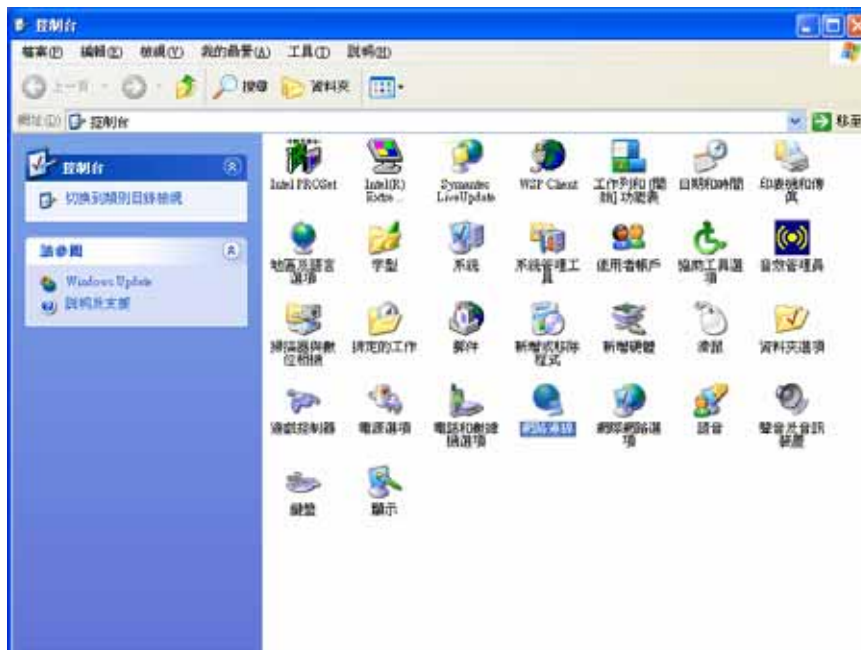 控制台
檔案(F) 編輯(E) 檢視(V) 我的最愛(A) 工具(T) 說明(H)
上一頁 搜尋 資料夾
網址(D) 控制台 移至
控制台
切換到類別目錄檢視
請參閱
Windows Update
說明及支援
Intel PROSet
Intel(R)
Extre...
Symantec
LiveUpdate
WSP Client
工作列和 [開
始] 功能表
日期和時間
印表機和傳
真
地區及語言
選項
字型
系統
系統管理工
具
使用者帳戶
協助工具選
項
音效管理員
掃描器與數
位相機
排定的工作
郵件
新增或移除
程式
新增硬體
滑鼠
資料夾選項
遊戲控制器
電源選項
電話和數據
機選項
網路連線
網際網路選
項
語音
聲音及音訊
裝置
鍵盤
顯示